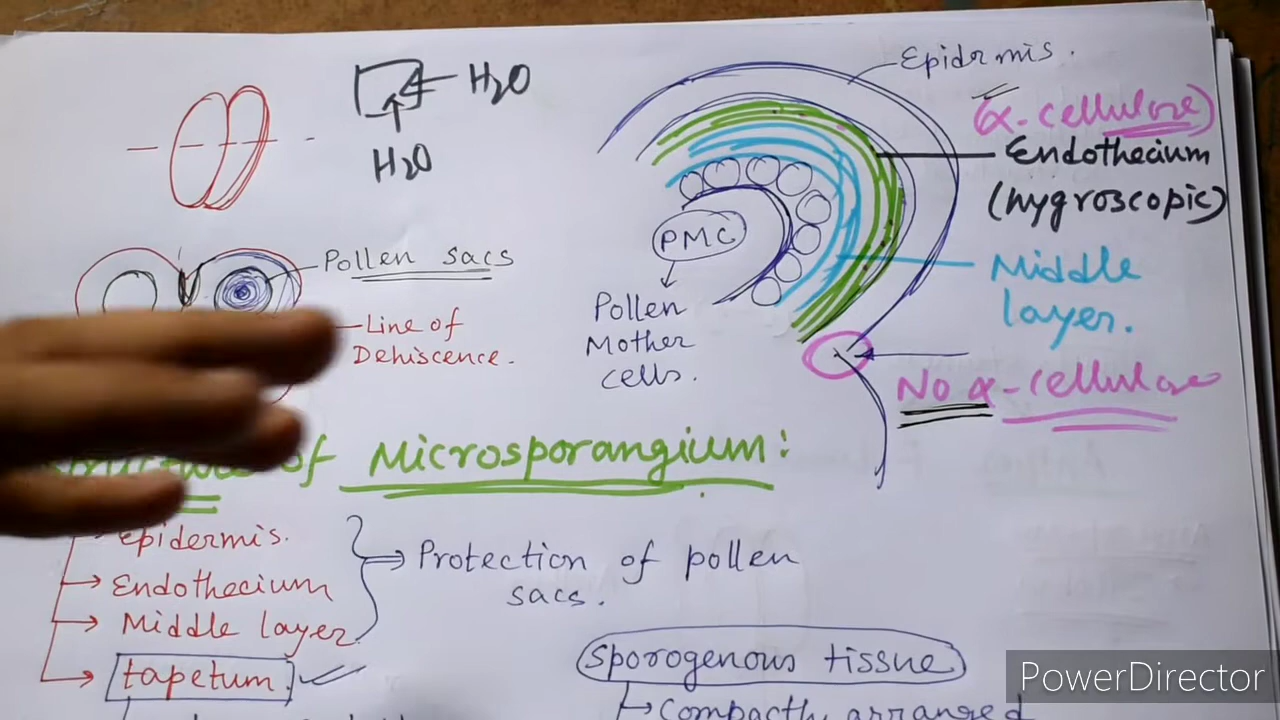 H2O
H2O
Epidermis.
(α-cellulose)
Endothecium
(hygroscopic)
Pollen sacs
PMC
Middle
layer.
Pollen
Mother
cells.
Line of
Dehiscence.
No α-cellulose
of Microsporangium:
Epidermis.
Endothecium
Middle layer
Protection of pollen
sacs.
tapetum.
Sporogenous tissue
Compactly arranged
PowerDirector